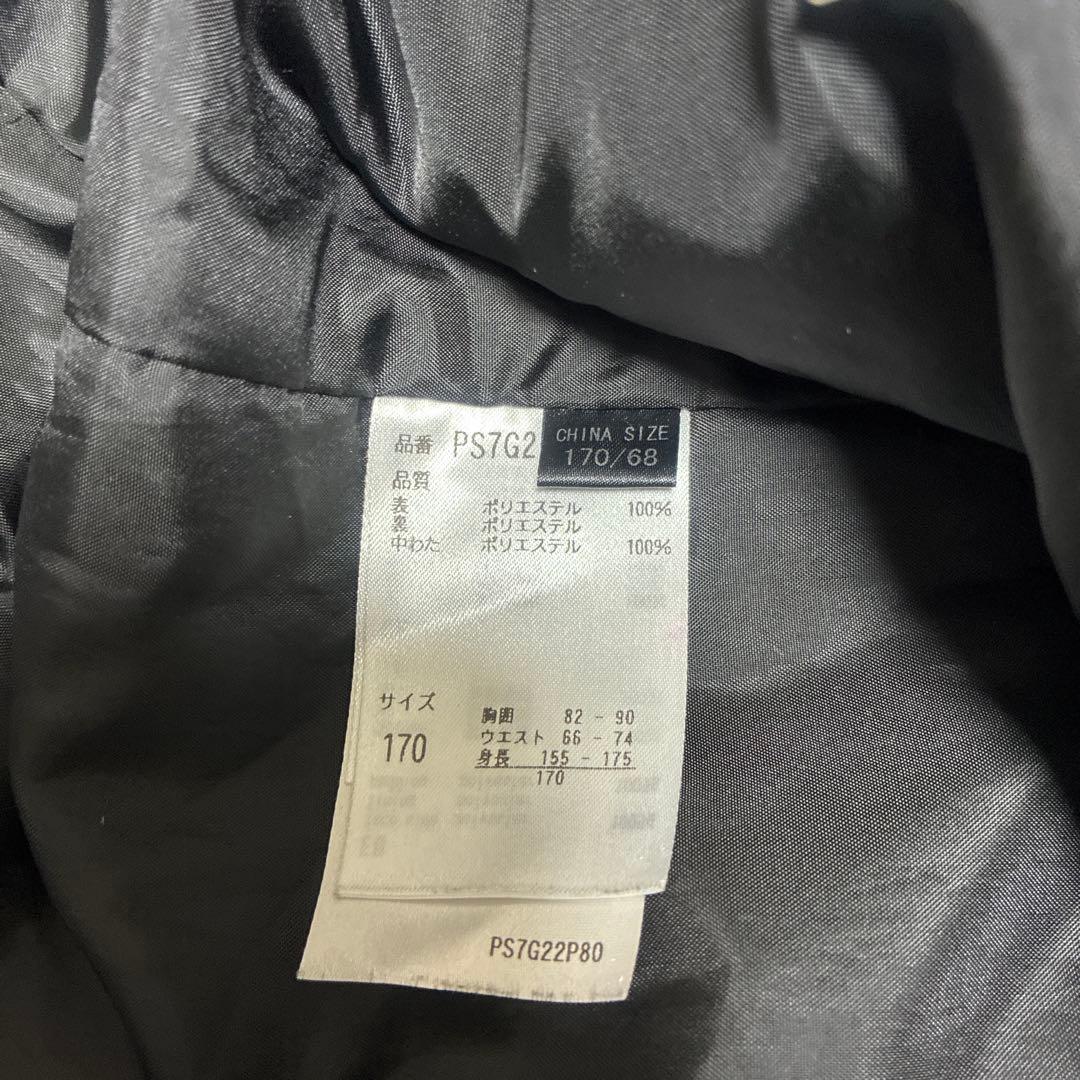 品番 PS7G2
CHINA SIZE
170/68
品質
表 ポリエステル 100%
裏 ポリエステル
中わた ポリエステル 100%
サイズ
170
胸囲 82 - 90
ウエスト 66 - 74
身長 155 - 175
170
PS7G22P80